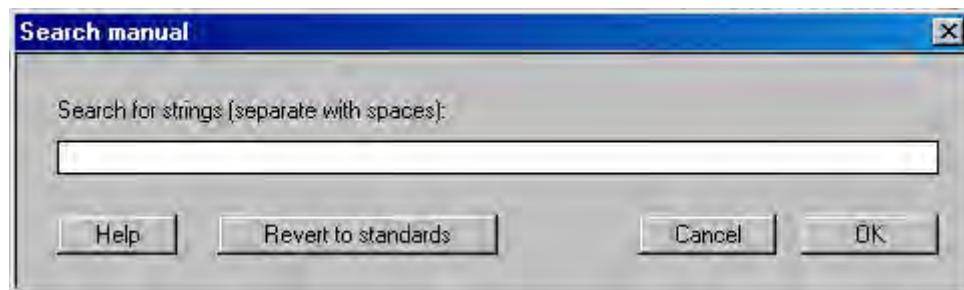 Search manual
Search for strings (separate with spaces):
Help Revert to standards Cancel OK